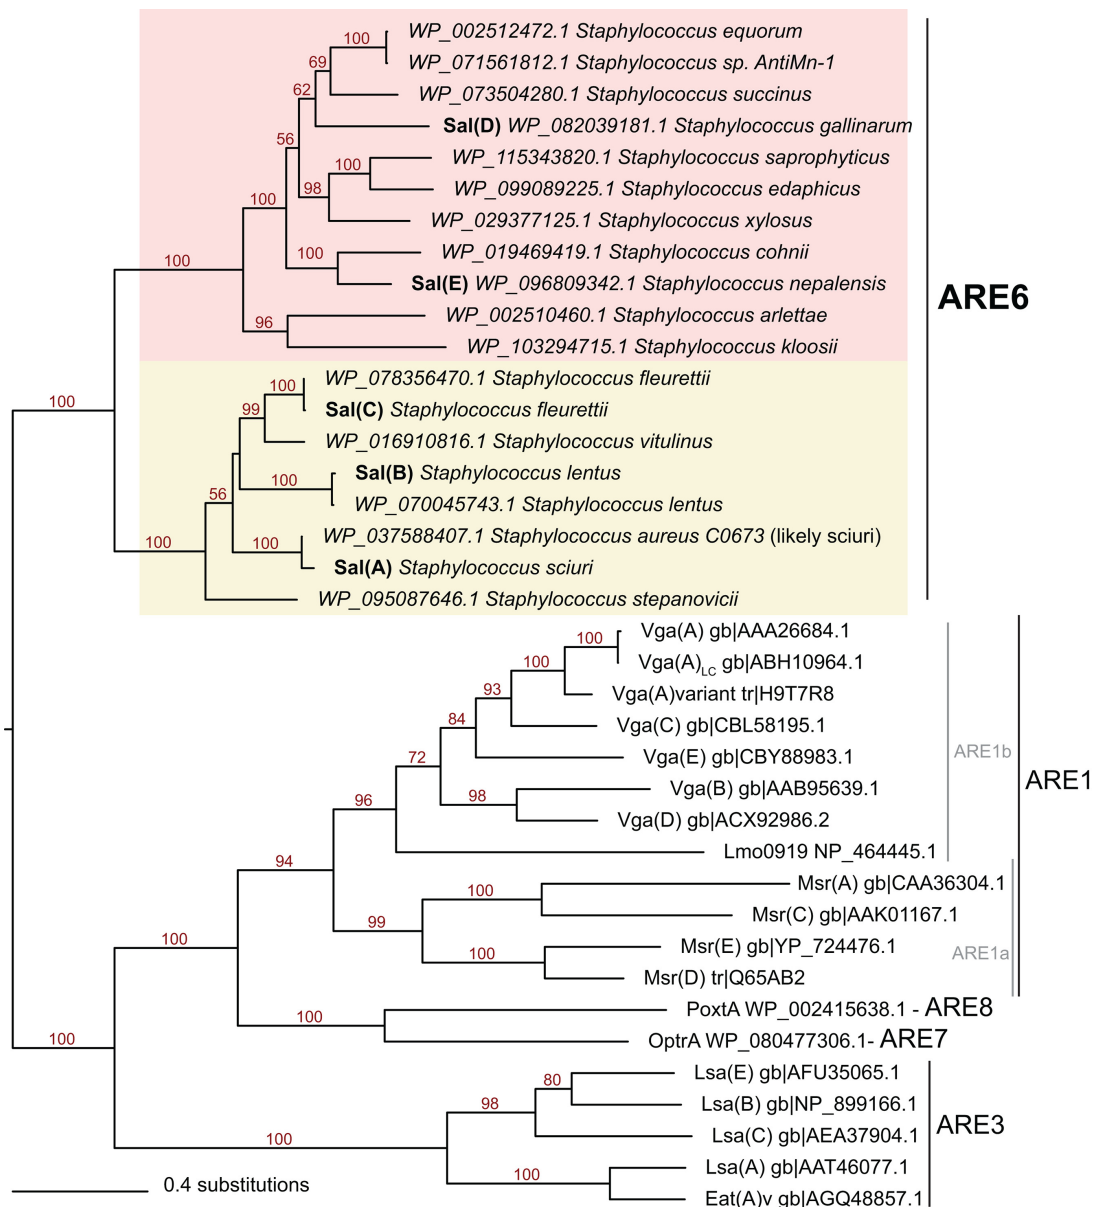 WP_002512472.1 Staphylococcus equorum
100
WP_071561812.1 Staphylococcus sp. AntiMn-1
69
WP_073504280.1 Staphylococcus succinus
62
Sal(D) WP_082039181.1 Staphylococcus gallinarum
56
WP_115343820.1 Staphylococcus saprophyticus
100
WP_099089225.1 Staphylococcus edaphicus
98
WP_029377125.1 Staphylococcus xylosus
100
WP_019469419.1 Staphylococcus cohnii
100
100
Sal(E) WP_096809342.1 Staphylococcus nepalensis
ARE6
WP_002510460.1 Staphylococcus arlettae
96
WP_103294715.1 Staphylococcus kloosii
WP_078356470.1 Staphylococcus fleurettii
100
100
99
Sal(C) Staphylococcus fleurettii
WP_016910816.1 Staphylococcus vitulinus
Sal(B) Staphylococcus lentus
100
56
WP_070045743.1 Staphylococcus lentus
WP_037588407.1 Staphylococcus aureus C0673 (likely sciuri)
100
100
Sal(A) Staphylococcus sciuri
WP_095087646.1 Staphylococcus stepanovicii
Vga(A) gb|AAA26684.1
100
Vga(A)LC gb|ABH10964.1
100
Vga(A)variant tr|H9T7R8
93
Vga(C) gb|CBL58195.1
84
Vga(E) gb|CBY88983.1
ARE1b
72
ARE1
Vga(B) gb|AAB95639.1
98
96
Vga(D) gb|ACX92986.2
Lmo0919 NP_464445.1
94
Msr(A) gb|CAA36304.1
100
Msr(C) gb|AAK01167.1
99
Msr(E) gb|YP_724476.1
100
100
ARE1a
Msr(D) tr|Q65AB2
PoxtA WP_002415638.1 - ARE8
100
OptrA WP_080477306.1- ARE7
100
Lsa(E) gb|AFU35065.1
80
Lsa(B) gb|NP_899166.1
98
ARE3
Lsa(C) gb|AEA37904.1
100
Lsa(A) gb|AAT46077.1
100
Eat(A)v gb|AGQ48857.1
0.4 substitutions